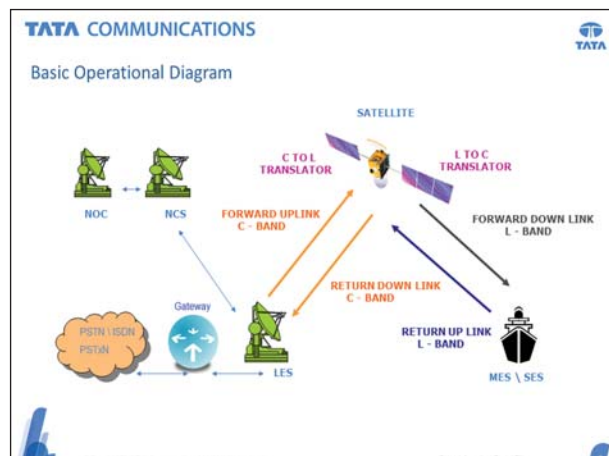 TATA COMMUNICATIONS
TATA
Basic Operational Diagram
SATELLITE
C TO L
TRANSLATOR
L TO C
TRANSLATOR
NOC
NCS
FORWARD UPLINK
C - BAND
FORWARD DOWN LINK
L - BAND
RETURN DOWN LINK
C - BAND
Gateway
PSTN \ ISDN
PSTxN
RETURN UP LINK
L - BAND
LES
MES \ SES